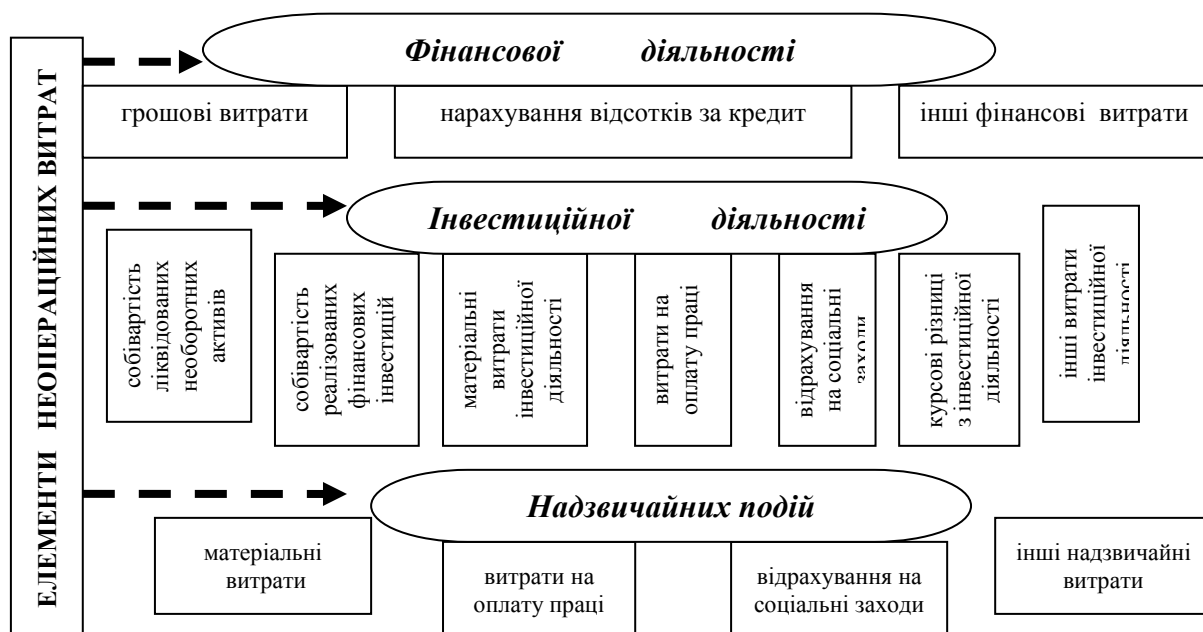 ЕЛЕМЕНТИ НЕОПЕРАЦІЙНИХ ВИТРАТ
Фінансової діяльності
грошові витрати
нарахування відсотків за кредит
інші фінансові витрати
Інвестиційної діяльності
собівартість
ліквідованих
необоротних
активів
собівартість
реалізованих
фінансових
інвестицій
матеріальні
витрати
інвестиційної
діяльності
витрати на
оплату праці
відрахування
на соціальні
заходи
курсові різниці
з інвестиційної
діяльності
інші витрати
інвестиційної
діяльності
Надзвичайних подій
матеріальні
витрати
витрати на
оплату праці
відрахування на
соціальні заходи
інші надзвичайні
витрати